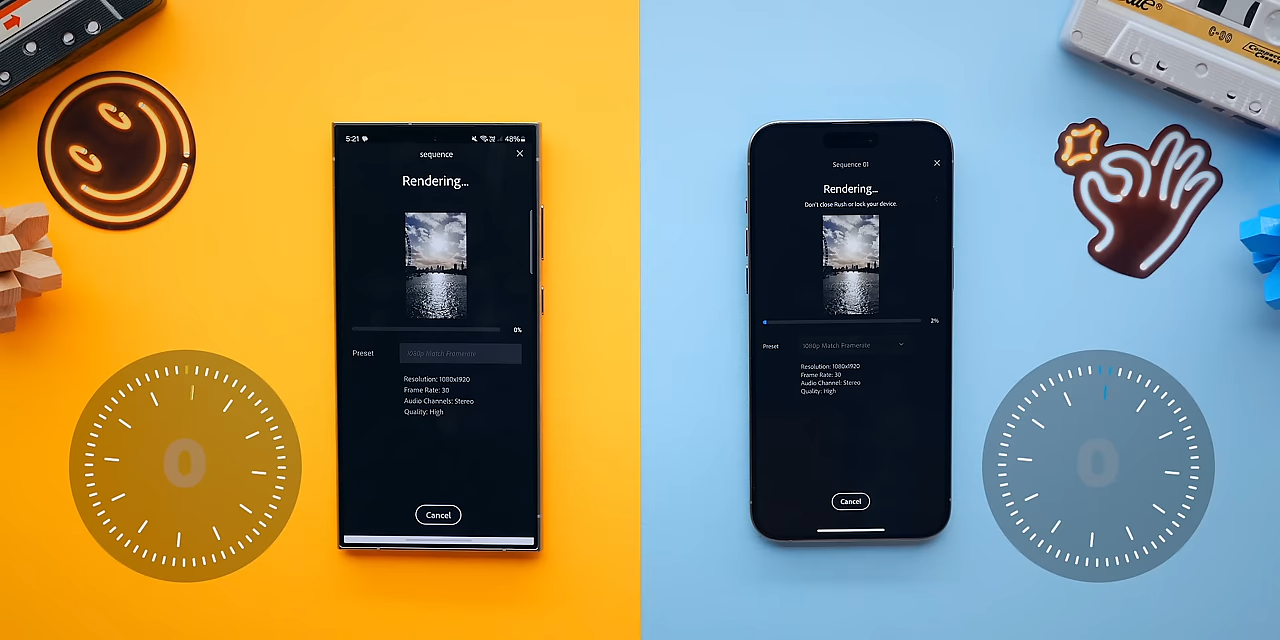 5:21
48%
sequence
Rendering...
0%
Preset
1080p Match Framerate
Resolution: 1080x1920
Frame Rate: 30
Audio Channels: Stereo
Quality: High
Cancel
0
Sequence 01
Rendering...
Don't close Rush or lock your device.
2%
Preset
1080p Match Framerate
Resolution: 1080x1920
Frame Rate: 30
Audio Channel: Stereo
Quality: High
Cancel
0
C-90